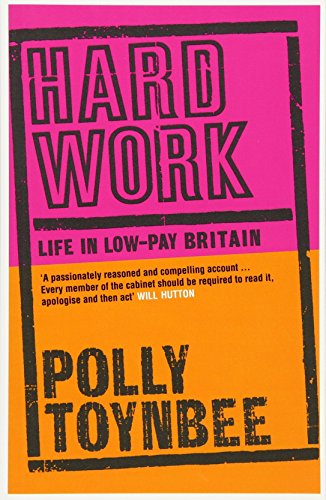 HARD
WORK
LIFE IN LOW-PAY BRITAIN
‘A passionately reasoned and compelling account ...
Every member of the cabinet should be required to read it,
apologise and then act’ WILL HUTTON
POLLY
TOYNBEE